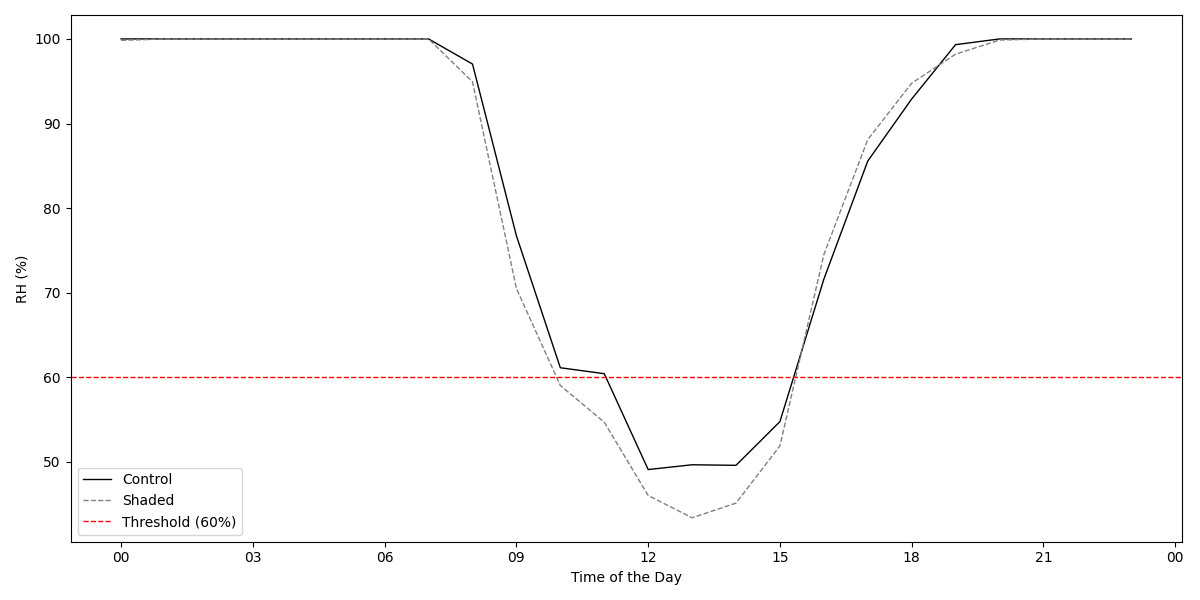 100
90
80
70
60
50
RH (%)
Control
Shaded
Threshold (60%)
00 03 06 09 12 15 18 21 00
Time of the Day